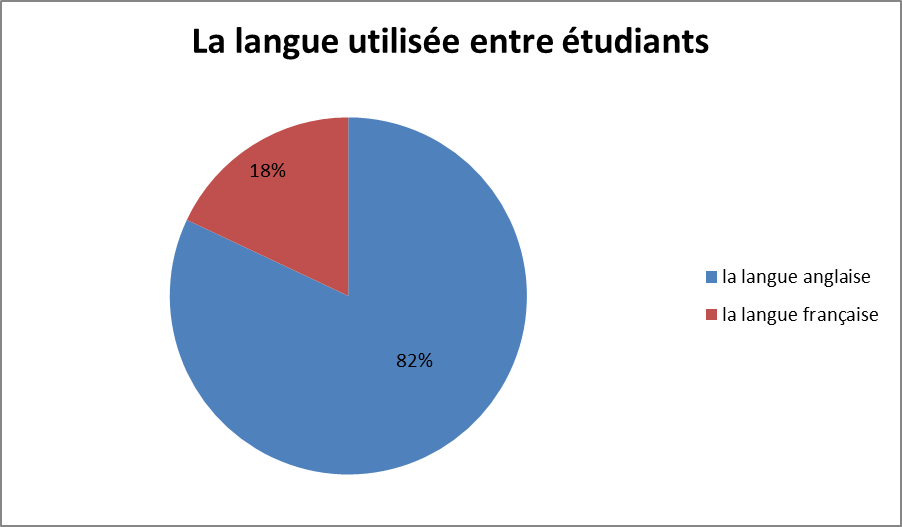 La langue utilisée entre étudiants
18%
82%
la langue anglaise
la langue française